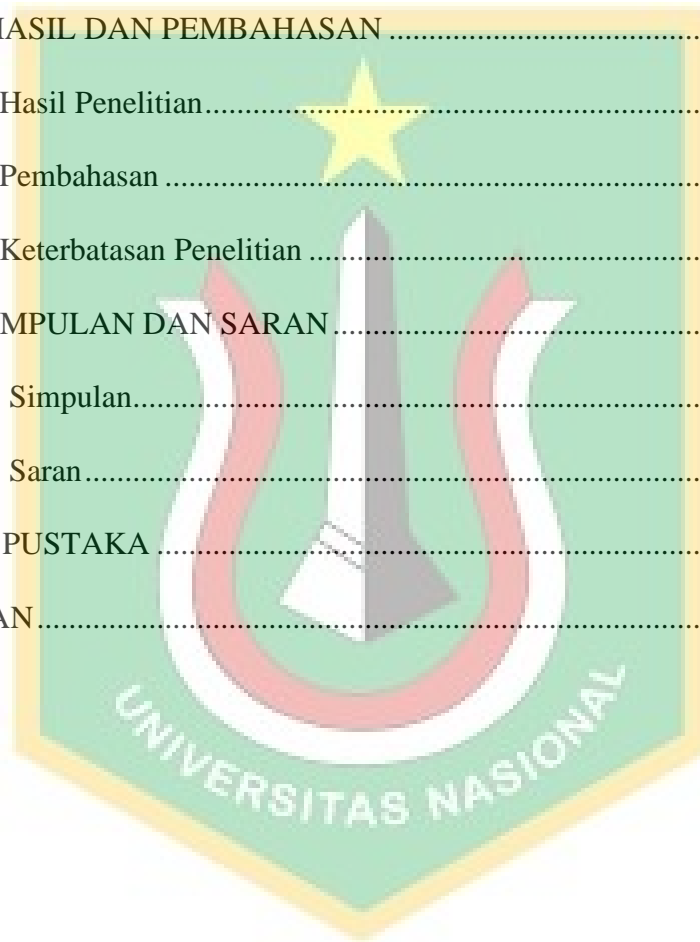 HASIL DAN PEMBAHASAN ........................................
Hasil Penelitian..............................................................
Pembahasan ...................................................................
Keterbatasan Penelitian .................................................
MPULAN DAN SARAN ..............................................
Simpulan.......................................................................
Saran.............................................................................
PUSTAKA ....................................................................
AN..................................................................................
UNIVERSITAS NASIONAL